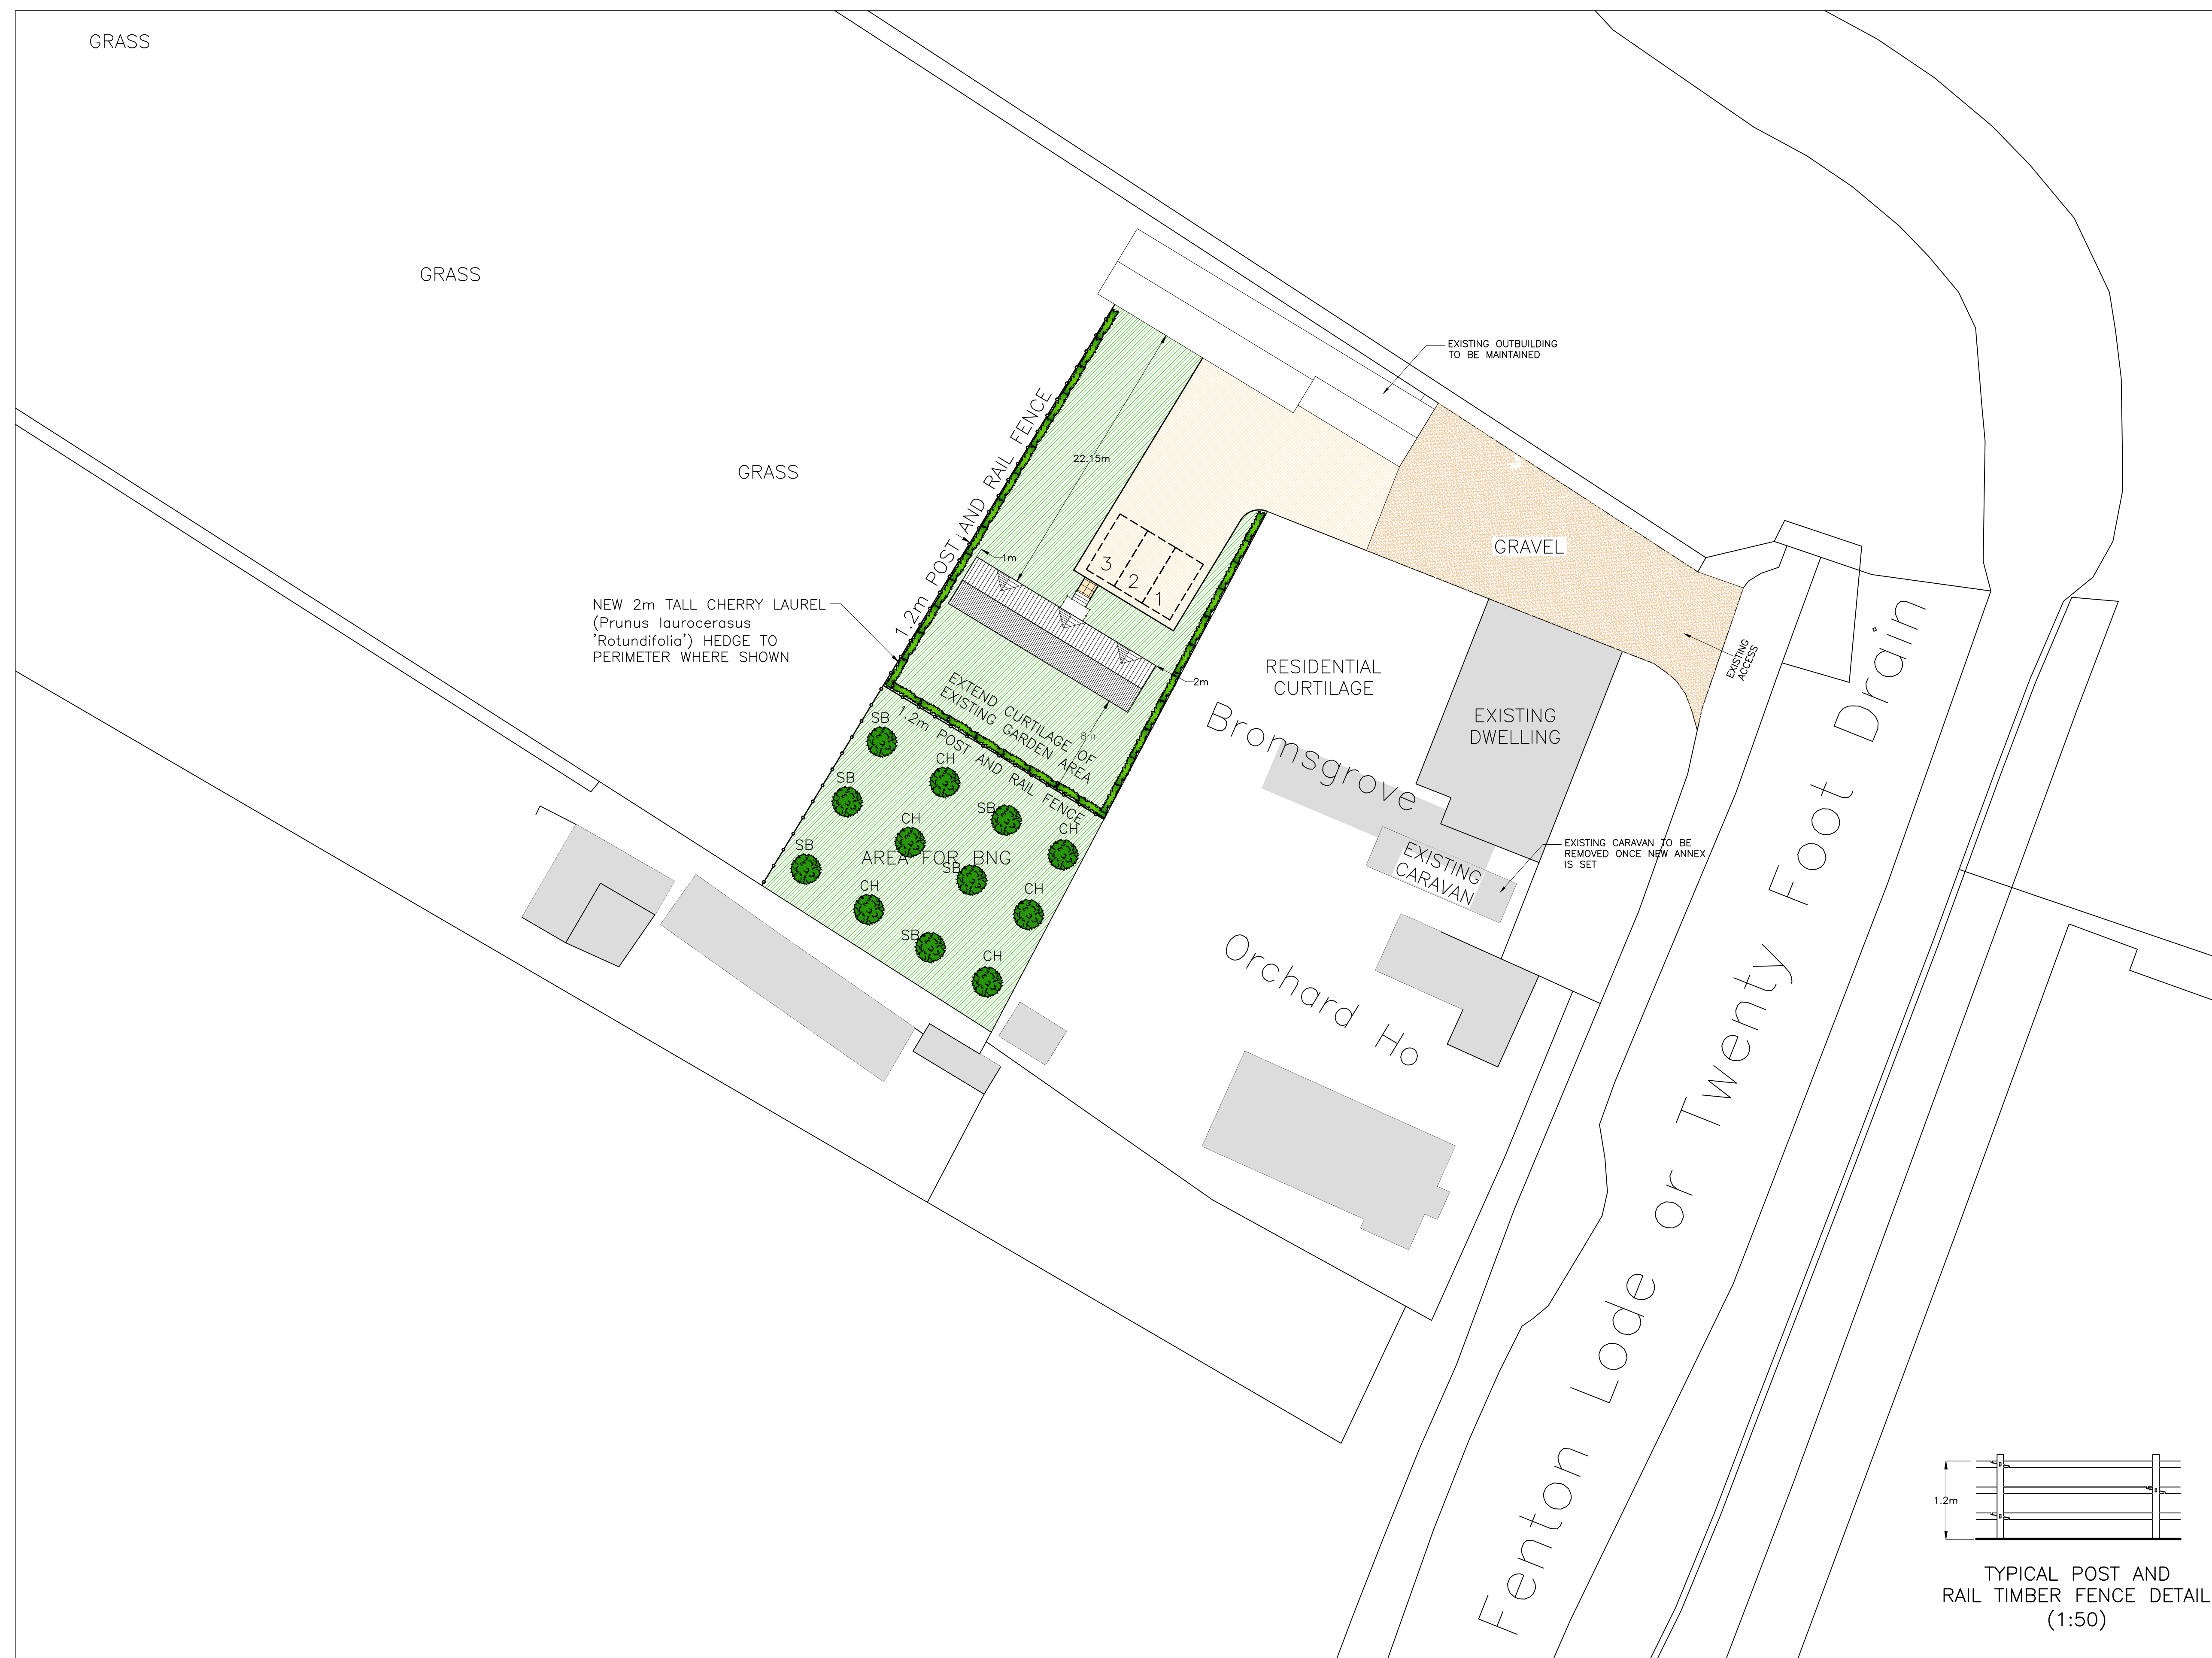 GRASS
GRASS
GRASS
EXISTING OUTBUILDING
TO BE MAINTAINED
1.2m POST AND RAIL FENCE
22.15m
1m
3
2
1
2m
8m
NEW 2m TALL CHERRY LAUREL
(Prunus laurocerasus
'Rotundifolia') HEDGE TO
PERIMETER WHERE SHOWN
GRAVEL
EXISTING
ACCESS
RESIDENTIAL
CURTILAGE
EXISTING
DWELLING
Bromsgrove
EXTEND CURTILAGE OF
EXISTING GARDEN AREA
1.2m POST AND RAIL FENCE
SB
CH
SB
SB
CH
CH
SB
AREA FOR BNG
SB
CH
CH
SB
CH
EXISTING
CARAVAN
EXISTING CARAVAN TO BE
REMOVED ONCE NEW ANNEX
IS SET
Orchard Ho
Fenton Lode or Twenty Foot Drain
1.2m
TYPICAL POST AND
RAIL TIMBER FENCE DETAIL
(1:50)